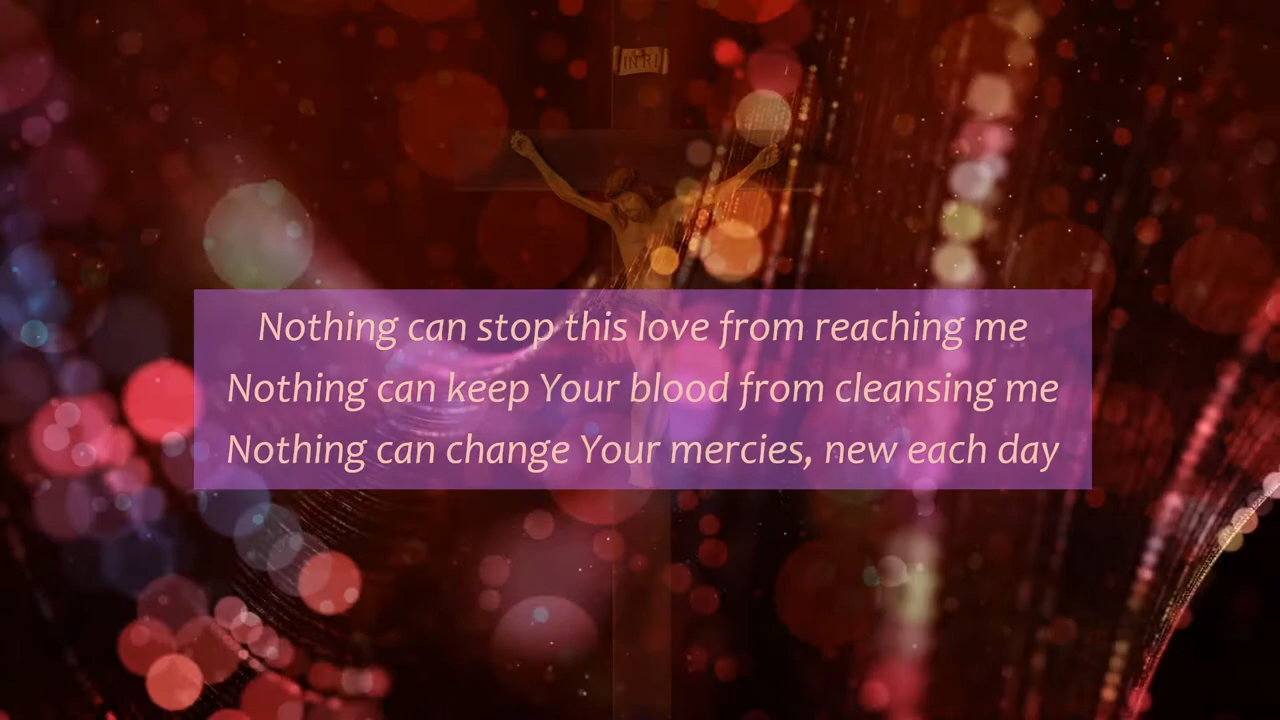 INRI
Nothing can stop this love from reaching me
Nothing can keep Your blood from cleansing me
Nothing can change Your mercies, new each day